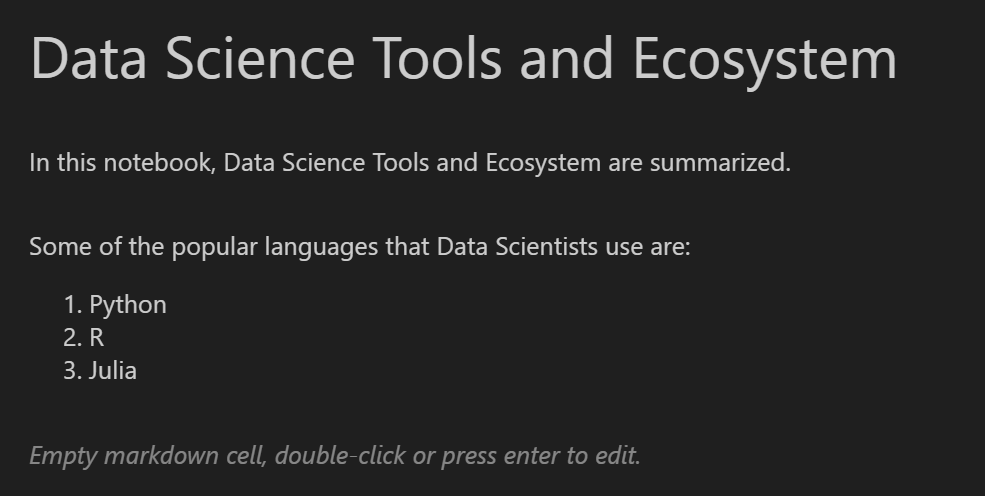 Data Science Tools and Ecosystem
In this notebook, Data Science Tools and Ecosystem are summarized.
Some of the popular languages that Data Scientists use are:
1. Python
2. R
3. Julia
Empty markdown cell, double-click or press enter to edit.